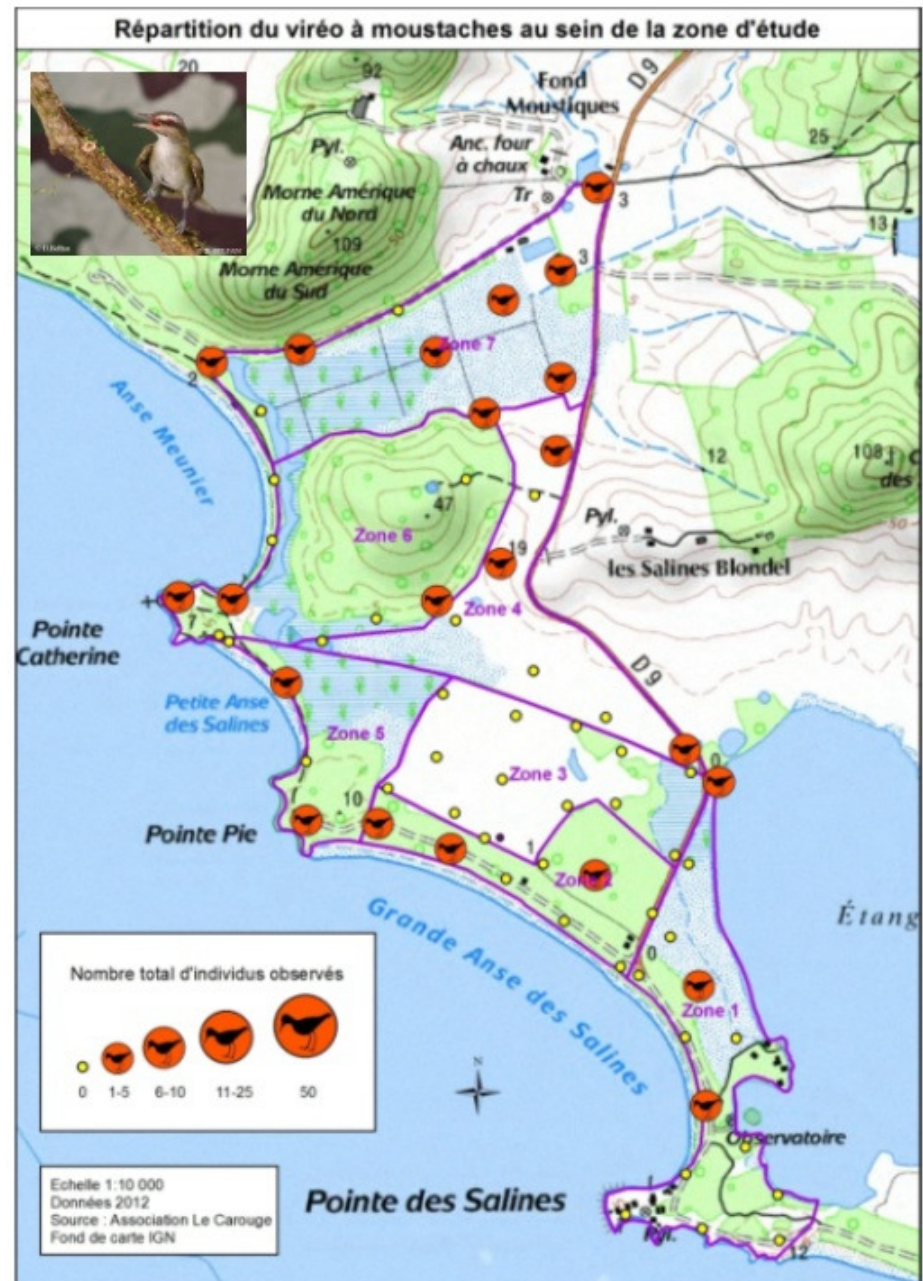 Répartition du viréo à moustaches au sein de la zone d'étude
20
92
Fond
Moustiques
D 9
25
Pyl.
Anc. four
à chaux
Tr
Morne Amérique
du Nord
109
Morne Amérique
du Sud
3
13
3
Zone 7
2
Anse Meunier
12
108
47
Zone 6
Pyl.
19
les Salines Blondel
Zone 4
7
Pointe
Catherine
D 9
Petite Anse
des Salines
Zone 5
0
Zone 3
10
Pointe Pie
1
Zone 2
Grande Anse des Salines
Étang
0
Zone 1
Nombre total d'individus observés
0
1-5
6-10
11-25
50
N
Observatoire
Echelle 1:10 000
Données 2012
Source : Association Le Carouge
Fond de carte IGN
Pointe des Salines
Pyl.
12